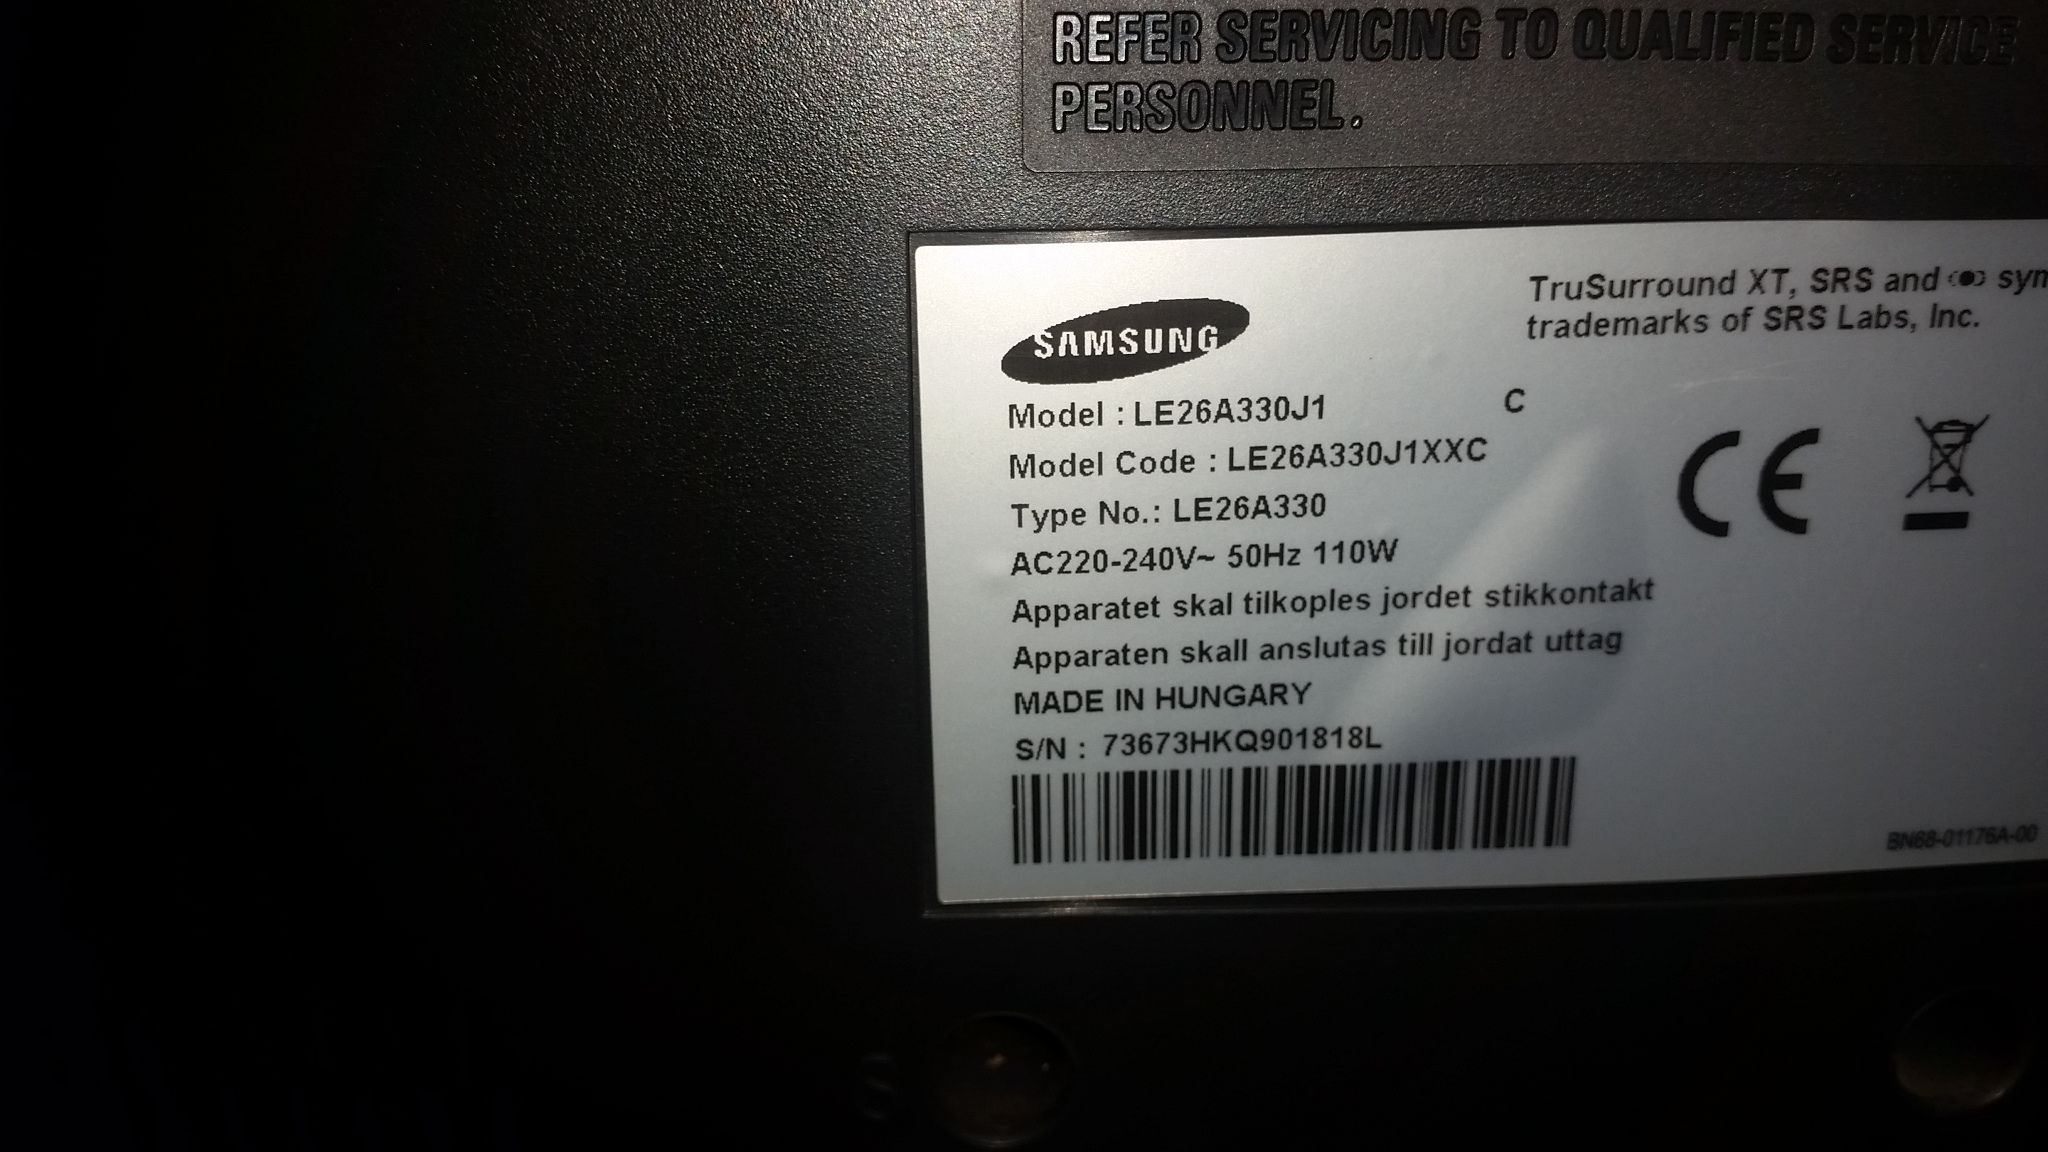 REFER SERVICING TO QUALIFIED SERVICE
PERSONNEL.
TruSurround XT, SRS and
trademarks of SRS Labs, Inc.
SAMSUNG
Model : LE26A330J1 C
Model Code : LE26A330J1XXC
Type No.: LE26A330
AC220-240V~ 50Hz 110W
Apparatet skal tilkoples jordet stikkontakt
Apparaten skall anslutas till jordat uttag
MADE IN HUNGARY
S/N : 73673HKQ901818L
CE
BN68-01176A-00